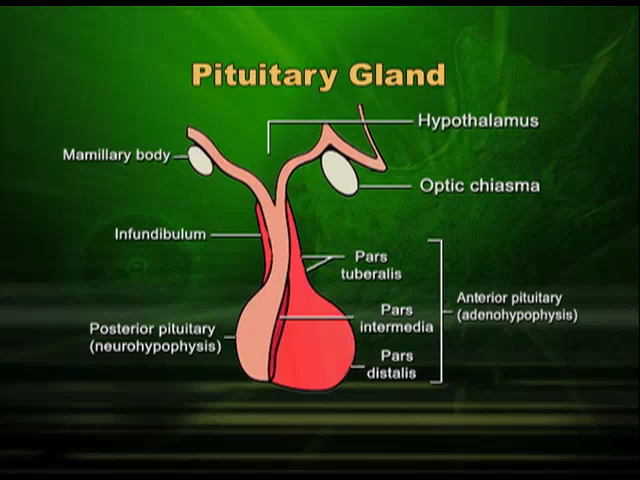 Pituitary Gland
Hypothalamus
Mamillary body
Optic chiasma
Infundibulum
Pars
tuberalis
Anterior pituitary
(adenohypophysis)
Pars
intermedia
Posterior pituitary
(neurohypophysis)
Pars
distalis